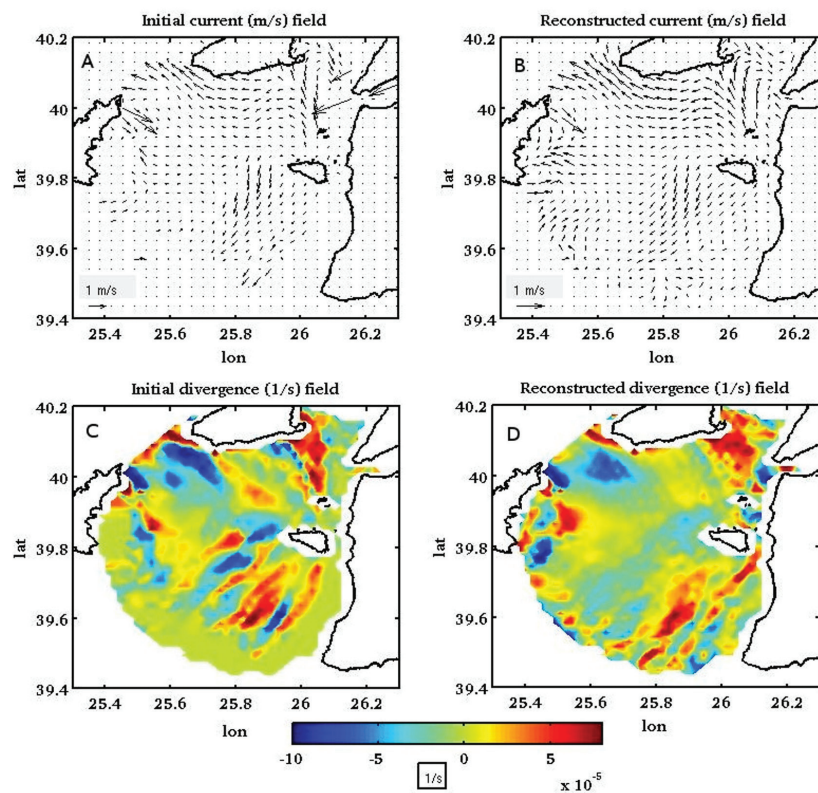 Initial current (m/s) field
Reconstructed current (m/s) field
A
B
40.2
40
39.8
39.6
39.4
lat
1 m/s
25.4 25.6 25.8 26 26.2
lon
40.2
40
39.8
39.6
39.4
lat
1 m/s
25.4 25.6 25.8 26 26.2
lon
Initial divergence (1/s) field
Reconstructed divergence (1/s) field
C
D
40.2
40
39.8
39.6
39.4
lat
25.4 25.6 25.8 26 26.2
lon
40.2
40
39.8
39.6
39.4
lat
25.4 25.6 25.8 26 26.2
lon
-10 -5 0 5
1/s
x 10⁻⁵